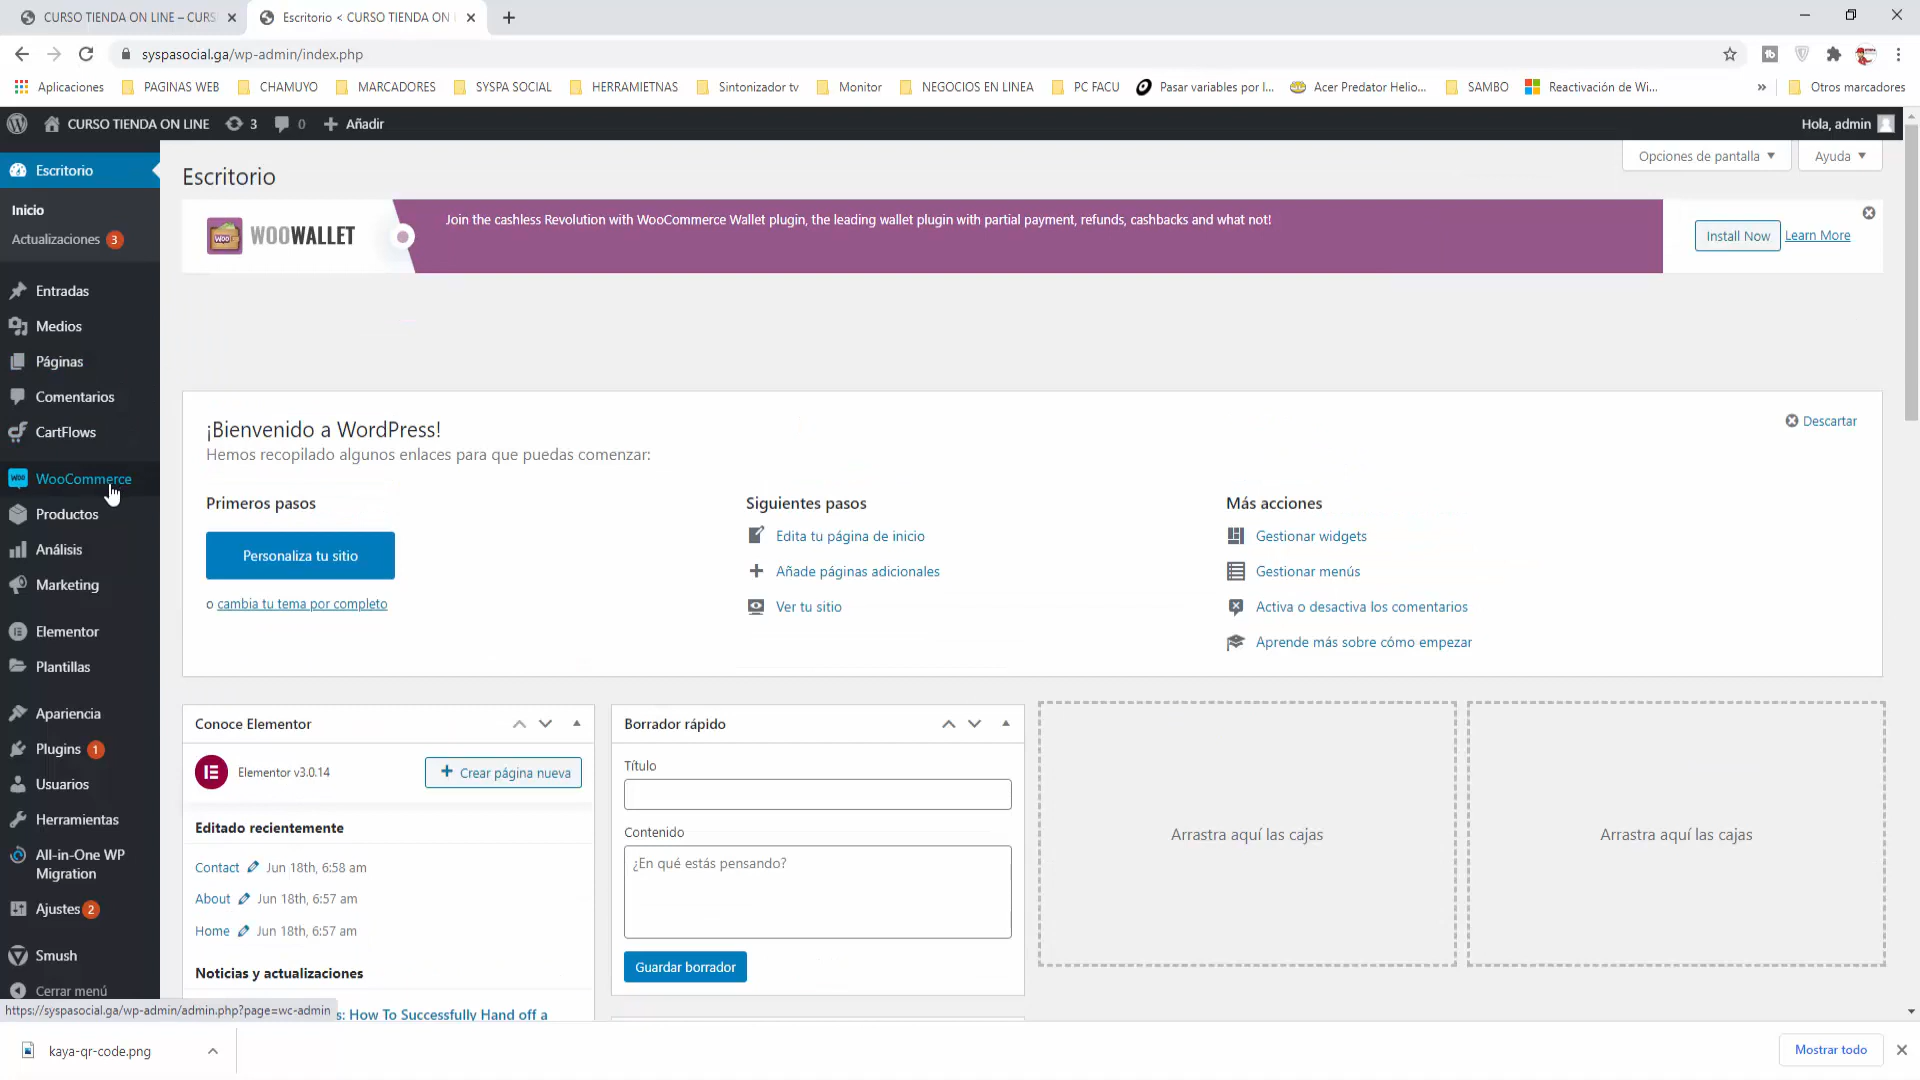 CURSO TIENDA ON LINE – CURS
Escritorio < CURSO TIENDA ON
syspasocial.ga/wp-admin/index.php
Aplicaciones
PAGINAS WEB
CHAMUYO
MARCADORES
SYSPA SOCIAL
HERRAMIETNAS
Sintonizador tv
Monitor
NEGOCIOS EN LINEA
PC FACU
Pasar variables por l...
Acer Predator Helio...
SAMBO
Reactivación de Wi...
»
Otros marcadores
CURSO TIENDA ON LINE
3
0
Añadir
Hola, admin
Escritorio
Inicio
Actualizaciones 3
Entradas
Medios
Páginas
Comentarios
CartFlows
WooCommerce
Productos
Análisis
Marketing
Elementor
Plantillas
Apariencia
Plugins 1
Usuarios
Herramientas
All-in-One WP
Migration
Ajustes 2
Smush
Cerrar menú
Opciones de pantalla
Ayuda
Escritorio
WOO
WOOWALLET
Join the cashless Revolution with WooCommerce Wallet plugin, the leading wallet plugin with partial payment, refunds, cashbacks and what not!
Install Now
Learn More
¡Bienvenido a WordPress!
Hemos recopilado algunos enlaces para que puedas comenzar:
Descartar
Primeros pasos
Personaliza tu sitio
o cambia tu tema por completo
Siguientes pasos
Edita tu página de inicio
Añade páginas adicionales
Ver tu sitio
Más acciones
Gestionar widgets
Gestionar menús
Activa o desactiva los comentarios
Aprende más sobre cómo empezar
Conoce Elementor
Elementor v3.0.14
Crear página nueva
Editado recientemente
Contact Jun 18th, 6:58 am
About Jun 18th, 6:57 am
Home Jun 18th, 6:57 am
Noticias y actualizaciones
s: How To Successfully Hand off a
Borrador rápido
Título
Contenido
¿En qué estás pensando?
Guardar borrador
Arrastra aquí las cajas
Arrastra aquí las cajas
https://syspasocial.ga/wp-admin/admin.php?page=wc-admin
kaya-qr-code.png
Mostrar todo